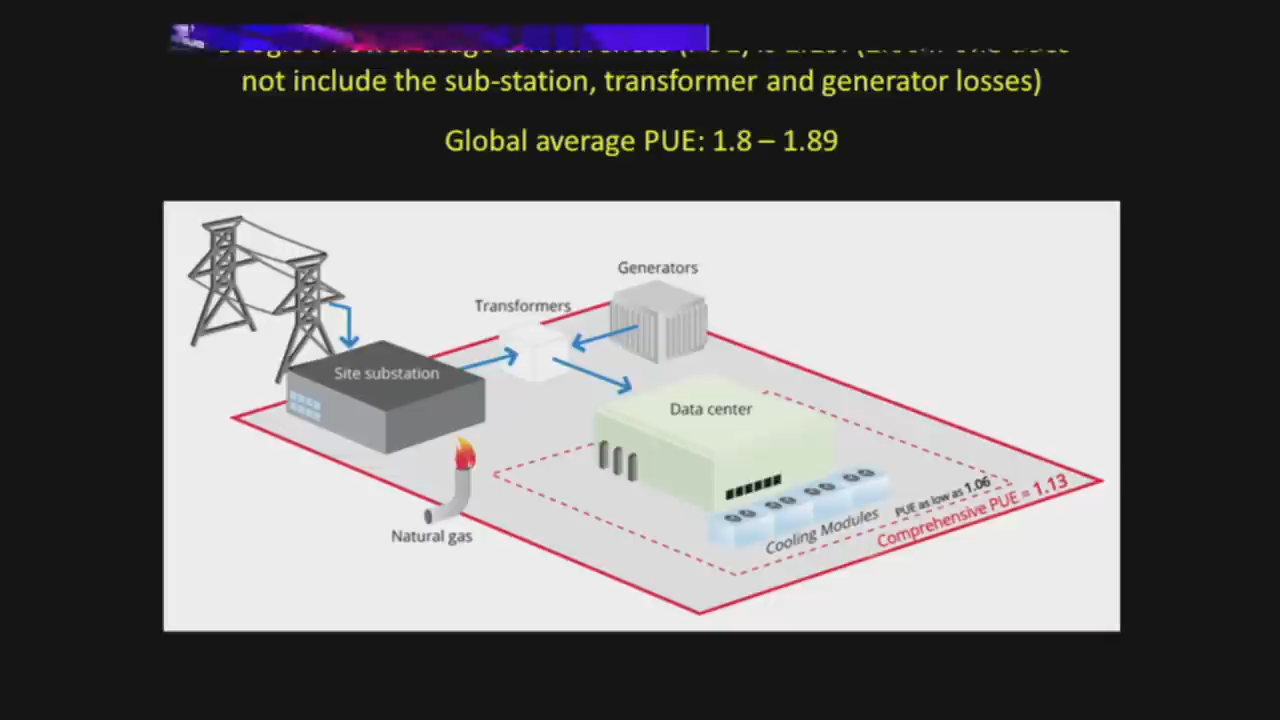 not include the sub-station, transformer and generator losses)
Global average PUE: 1.8 – 1.89
Generators
Transformers
Site substation
Data center
PUE as low as 1.06
Comprehensive PUE = 1.13
Cooling Modules
Natural gas